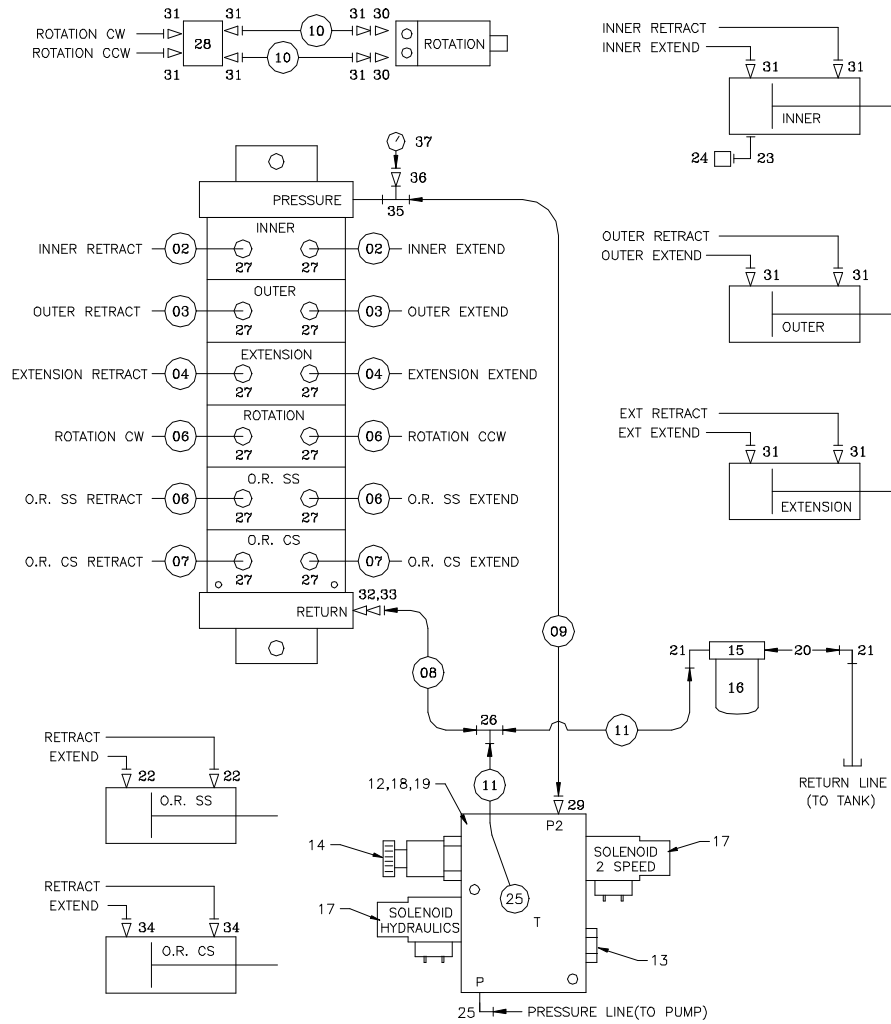 31 31 31 30
ROTATION CW 28 10 ROTATION
ROTATION CCW 10
31 31 31 30
INNER RETRACT
INNER EXTEND
31 31
INNER
24 23
37
36
PRESSURE
35
INNER
INNER RETRACT 02 02 INNER EXTEND
27 27
OUTER
OUTER RETRACT 03 03 OUTER EXTEND
27 27
EXTENSION
EXTENSION RETRACT 04 04 EXTENSION EXTEND
27 27
ROTATION
ROTATION CW 06 06 ROTATION CCW
27 27
O.R. SS
O.R. SS RETRACT 06 06 O.R. SS EXTEND
27 27
O.R. CS
O.R. CS RETRACT 07 07 O.R. CS EXTEND
27 27
32,33
RETURN
OUTER RETRACT
OUTER EXTEND
31 31
OUTER
EXT RETRACT
EXT EXTEND
31 31
EXTENSION
09
08
21 15 20 21
16
26
11
11
RETURN LINE
(TO TANK)
RETRACT
EXTEND
22 22
O.R. SS
RETRACT
EXTEND
34 34
O.R. CS
12,18,19
29
P2
14
SOLENOID
2 SPEED
17
17
SOLENOID
HYDRAULICS
25
T
13
P
25 PRESSURE LINE(TO PUMP)